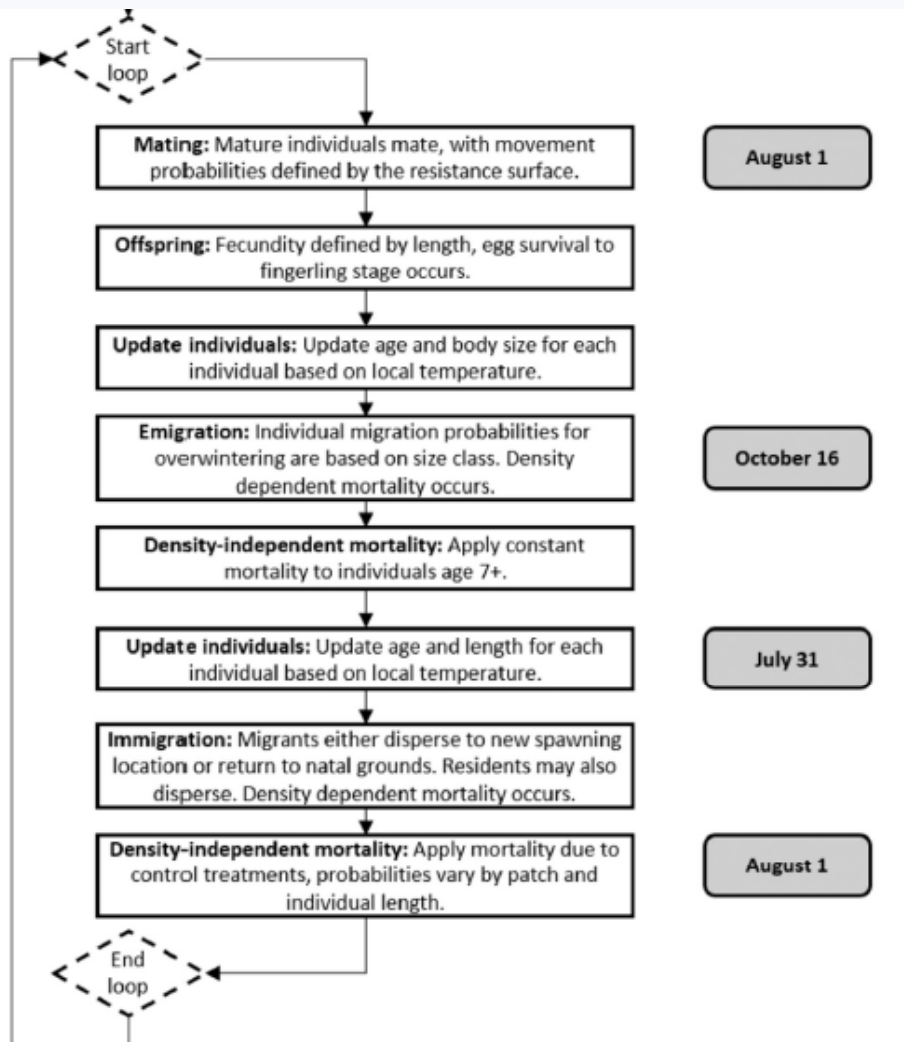 Start
loop
Mating: Mature individuals mate, with movement
probabilities defined by the resistance surface.
August 1
Offspring: Fecundity defined by length, egg survival to
fingerling stage occurs.
Update individuals: Update age and body size for each
individual based on local temperature.
Emigration: Individual migration probabilities for
overwintering are based on size class. Density
dependent mortality occurs.
October 16
Density-independent mortality: Apply constant
mortality to individuals age 7+.
Update individuals: Update age and length for each
individual based on local temperature.
July 31
Immigration: Migrants either disperse to new spawning
location or return to natal grounds. Residents may also
disperse. Density dependent mortality occurs.
Density-independent mortality: Apply mortality due to
control treatments, probabilities vary by patch and
individual length.
August 1
End
loop